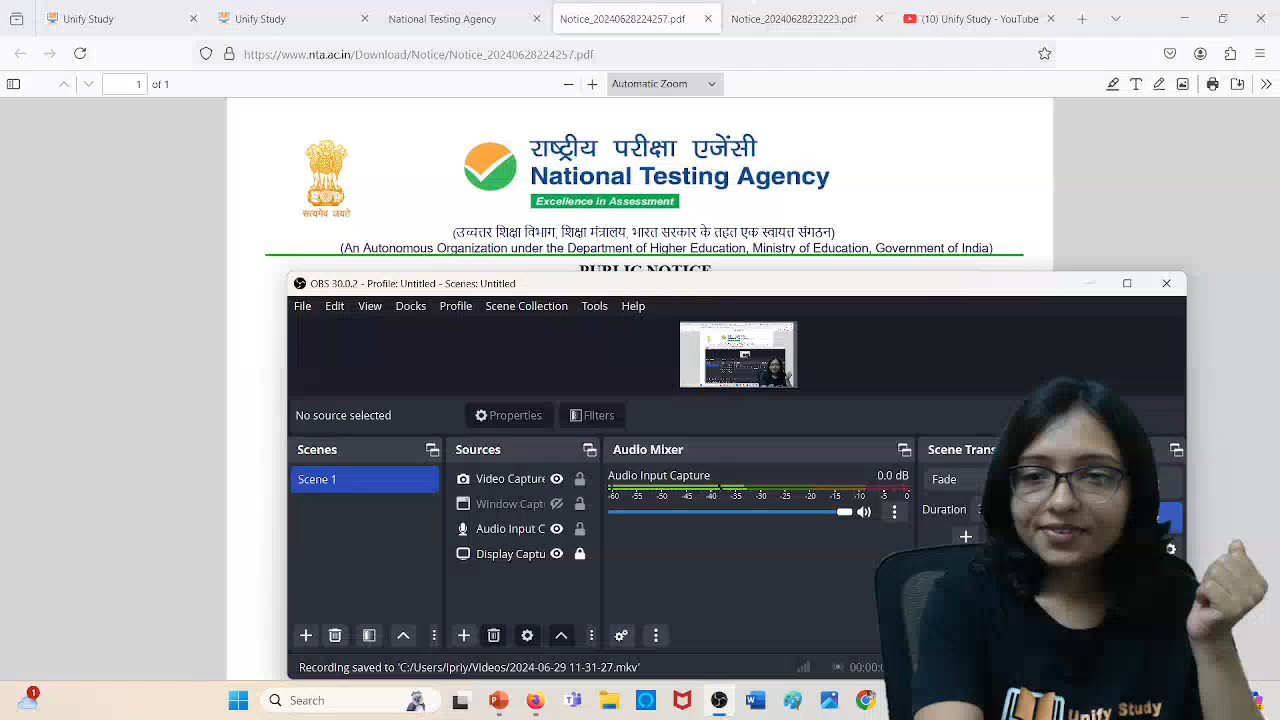 Unify Study
Unify Study
National Testing Agency
Notice_20240628224257.pdf
Notice_20240628232223.pdf
Unify Study - YouTube
https://www.nta.ac.in/Download/Notice/Notice_20240628224257.pdf
1 of 1
Automatic Zoom
सत्यमेव जयते
राष्ट्रीय परीक्षा एजेंसी
National Testing Agency
Excellence in Assessment
(उच्चतर शिक्षा विभाग, शिक्षा मंत्रालय, भारत सरकार के तहत एक स्वायत्त संगठन)
(An Autonomous Organization under the Department of Higher Education, Ministry of Education, Government of India)
PUBLIC NOTICE
OBS 30.0.2 - Profile: Untitled - Scenes: Untitled
File Edit View Docks Profile Scene Collection Tools Help
No source selected
Properties
Filters
Scenes
Sources
Audio Mixer
Scene Trans
Scene 1
Video Capture
Window Capt
Audio Input C
Display Captu
Audio Input Capture
0.0 dB
-60 -55 -50 -45 -40 -35 -30 -25 -20 -15 -10 -5 0
Fade
Duration
Recording saved to 'C:/Users/lpriy/Videos/2024-06-29 11-31-27.mkv'
1
Search
Unify Study